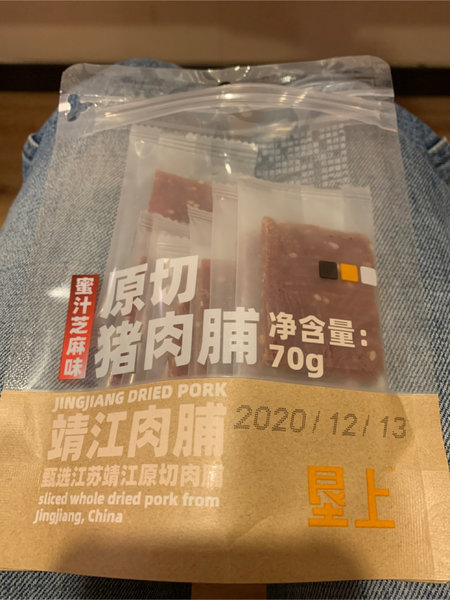 蜜汁芝麻味
原切
猪肉脯
净含量：
70g
JINGJIANG DRIED PORK
靖江肉脯
2020/12/13
甄选江苏靖江原切肉脯
sliced whole dried pork from
Jingjiang, China
垦上